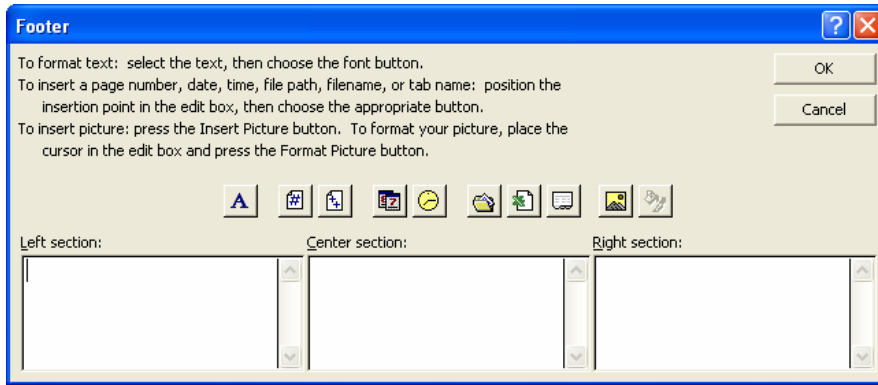 Footer
To format text: select the text, then choose the font button.
To insert a page number, date, time, file path, filename, or tab name: position the
insertion point in the edit box, then choose the appropriate button.
To insert picture: press the Insert Picture button. To format your picture, place the
cursor in the edit box and press the Format Picture button.
OK
Cancel
A
Left section:
Center section:
Right section: